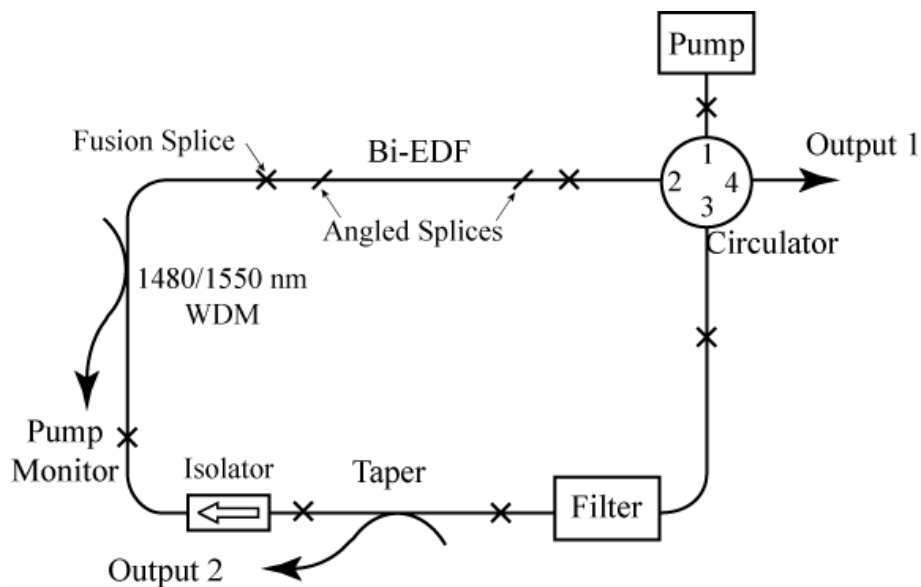 Pump
Fusion Splice
Bi-EDF
1
2
4
3
Output 1
Angled Splices
Circulator
1480/1550 nm
WDM
Pump
Monitor
Isolator
Taper
Filter
Output 2